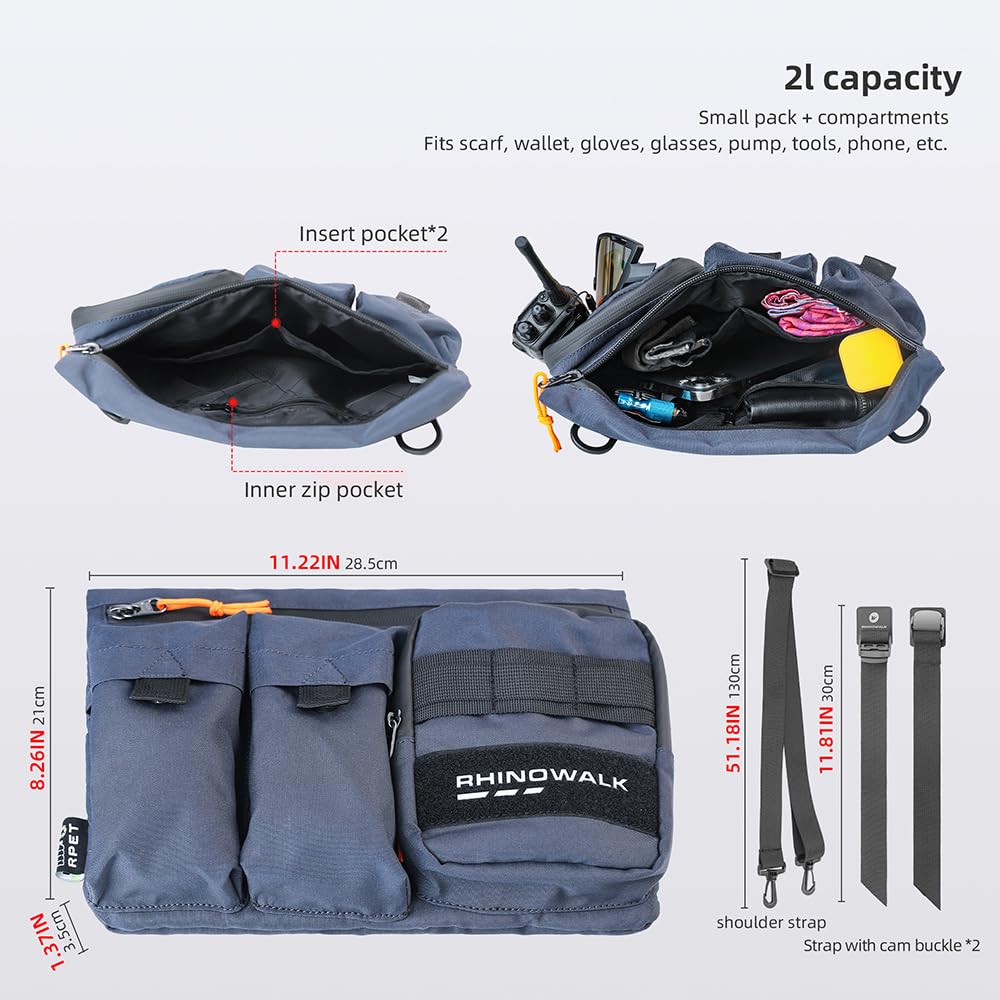 2l capacity
Small pack + compartments
Fits scarf, wallet, gloves, glasses, pump, tools, phone, etc.
Insert pocket*2
Inner zip pocket
11.22IN 28.5cm
8.26IN 21cm
1.37IN
3.5cm
RPET
RHINOWALK
51.18IN 130cm
11.81IN 30cm
shoulder strap
Strap with cam buckle *2